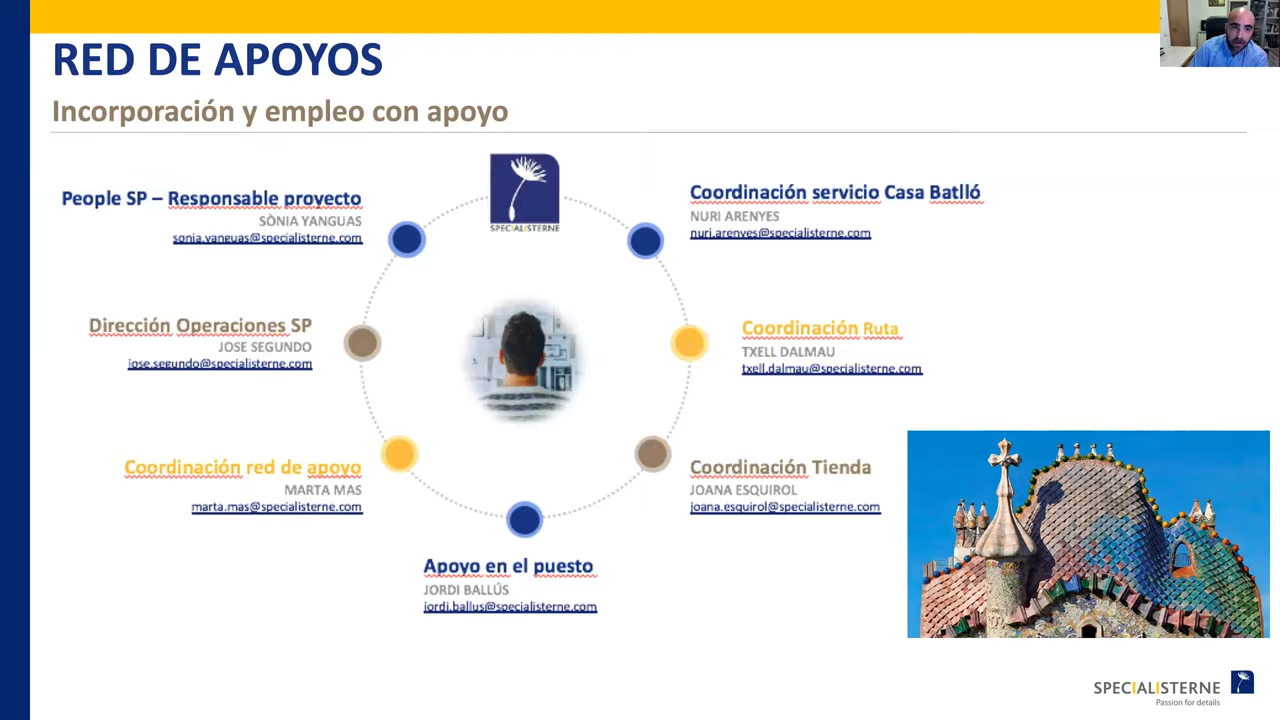 RED DE APOYOS
Incorporación y empleo con apoyo
SPECIALISTERNE
People SP – Responsable proyecto
SÒNIA YANGUAS
sonia.yanguas@specialisterne.com
Coordinación servicio Casa Batlló
NURI ARENYES
nuri.arenyes@specialisterne.com
Dirección Operaciones SP
JOSE SEGUNDO
jose.segundo@specialisterne.com
Coordinación Ruta
TXELL DALMAU
txell.dalmau@specialisterne.com
Coordinación red de apoyo
MARTA MAS
marta.mas@specialisterne.com
Coordinación Tienda
JOANA ESQUIROL
joana.esquirol@specialisterne.com
Apoyo en el puesto
JORDI BALLÚS
jordi.ballus@specialisterne.com
SPECIALISTERNE
Passion for details